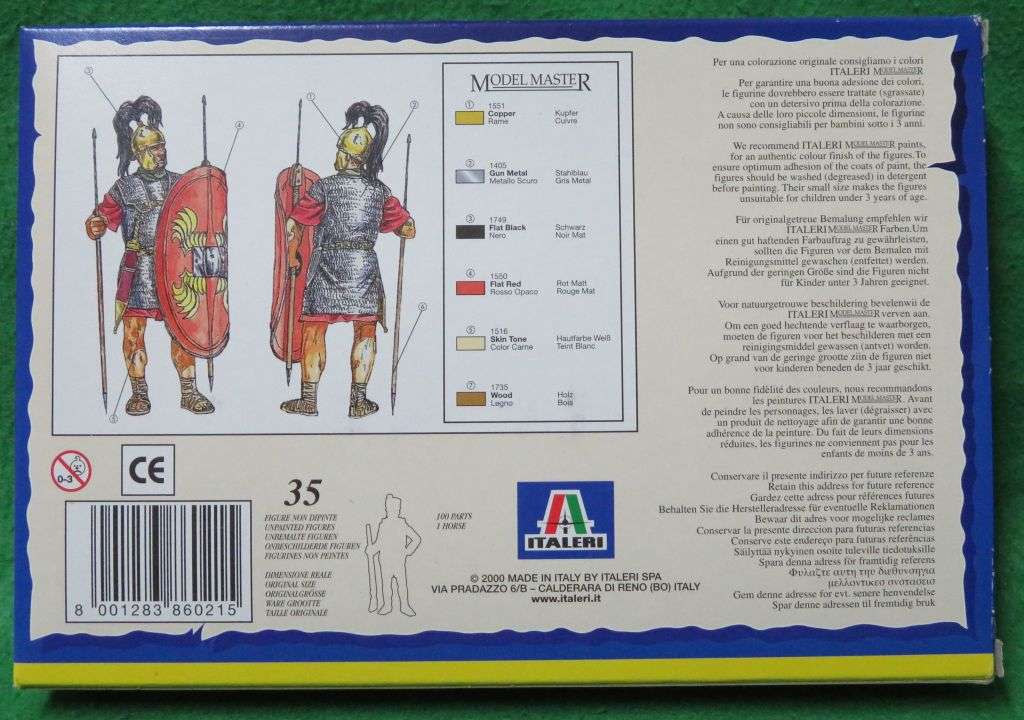 ③
④
①
②
⑤
⑥
MODEL MASTER
① 1551
Copper Kupfer
Rame Cuivre
② 1405
Gun Metal Stahlblau
Metallo Scuro Gris Metal
③ 1749
Flat Black Schwarz
Nero Noir Mat
④ 1550
Flat Red Rot Matt
Rosso Opaco Rouge Mat
⑤ 1516
Skin Tone Hautfarbe Weiß
Color Carne Teint Blanc
⑦ 1735
Wood Holz
Legno Bois
Per una colorazione originale consigliamo i colori
ITALERI MODEL MASTER
Per garantire una buona adesione dei colori,
le figurine dovrebbero essere trattate (sgrassate)
con un detersivo prima della colorazione.
A causa delle loro piccole dimensioni, le figurine
non sono consigliabili per bambini sotto i 3 anni.
We recommend ITALERI MODEL MASTER paints,
for an authentic colour finish of the figures. To
ensure optimum adhesion of the coats of paint, the
figures should be washed (degreased) in detergent
before painting. Their small size makes the figures
unsuitable for children under 3 years of age.
Für originalgetreue Bemalung empfehlen wir
ITALERI MODEL MASTER Farben. Um
einen gut haftenden Farbauftrag zu gewährleisten,
sollten die Figuren vor dem Bemalen mit
Reinigungsmittel gewaschen (entfettet) werden.
Aufgrund der geringen Größe sind die Figuren nicht
für Kinder unter 3 Jahren geeignet.
Voor natuurgetrouwe beschildering bevelenwij de
ITALERI MODEL MASTER verven aan.
Om een goed hechtende verflaag te waarborgen,
moeten de figuren voor het beschilderen met een
reinigingsmiddel gewassen (antvet) worden.
Op grand van de geringe grootte zijn de figuren niet
voor kinderen beneden de 3 jaar geschikt.
Pour un bonne fidélité des couleurs, nous recommandons
les peintures ITALERI MODEL MASTER. Avant
de peindre les personnages, les laver (dégraisser) avec
un produit de nettoyage afin de garantir une bonne
adhérence de la peinture. Du fait de leurs dimensions
réduites, les figurines ne conviennent pas pour les
enfants de moins de 3 ans.
Conservare il presente indirizzo per future referenze
Retain this address for future reference
Gardez cette adress pour références futures
Behalten Sie die Herstelleradresse für eventuelle Reklamationen
Bewaar dit adres voor mogelijke reclames
Conservar la presente direccion para futuras referencias
Conserve este endereço para futuras referências
Säilyttää nykyinen osoite tuleville tiedotuksille
Spara denna adress för framtidig referens
Φυλαζτε αυτη την διευθυνσηγια
μελλοντικεσ αναστασιο
Gem denne adresse for evt. senere henvendelse
Spar denne adressen til fremtidig bruk
0-3
CE
8 001283 860215
35
FIGURE NON DIPINTE
UNPAINTED FIGURES
UNBEMALTE FIGUREN
ONBESCHILDERDE FIGUREN
FIGURINES NON PEINTES
DIMENSIONE REALE
ORIGINAL SIZE
ORIGINALGRÖSSE
WARE GROOTTE
TAILLE ORIGINALE
100 PARTS
1 HORSE
ITALERI
© 2000 MADE IN ITALY BY ITALERI SPA
VIA PRADAZZO 6/B – CALDERARA DI RENO (BO) ITALY
www.italeri.it